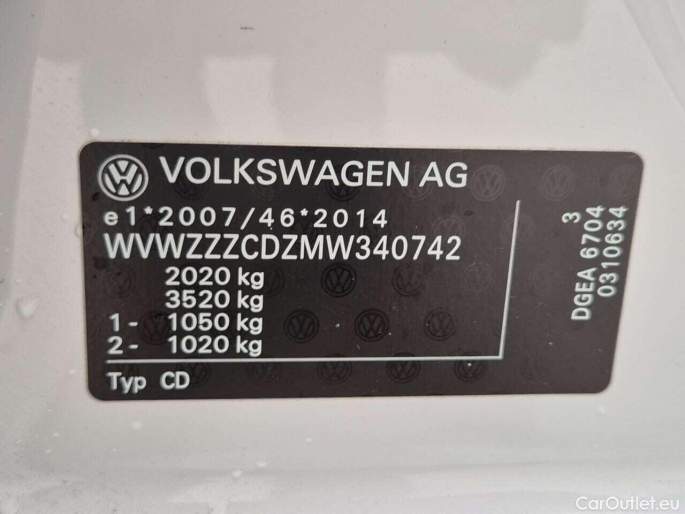 VOLKSWAGEN AG
e1*2007/46*2014
WVWZZZCDZMW340742
2020 kg
3520 kg
1- 1050 kg
2- 1020 kg
Typ CD
3
DGEA 6704
0310634
CarOutlet.eu